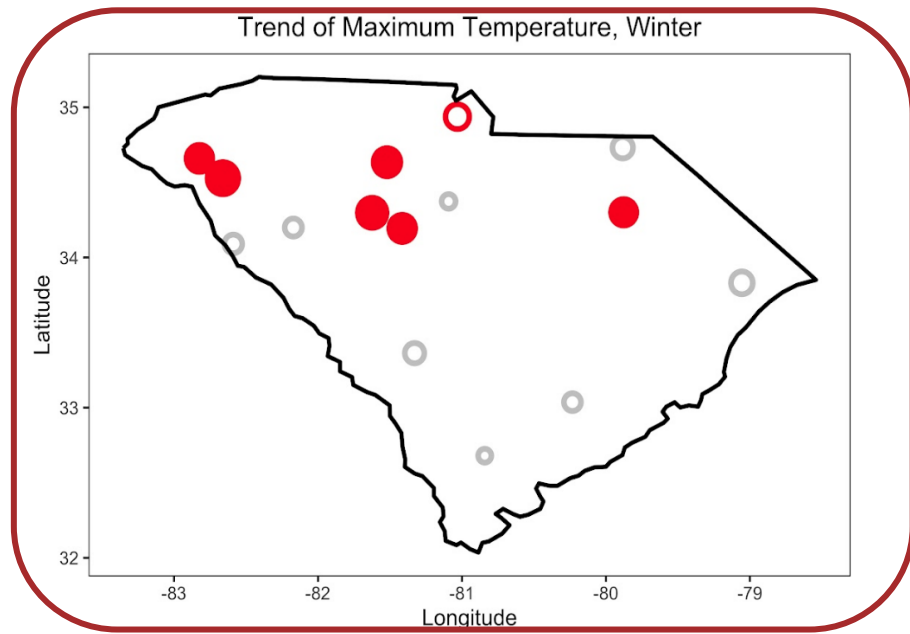 Trend of Maximum Temperature, Winter
35
34
33
32
Latitude
-83 -82 -81 -80 -79
Longitude